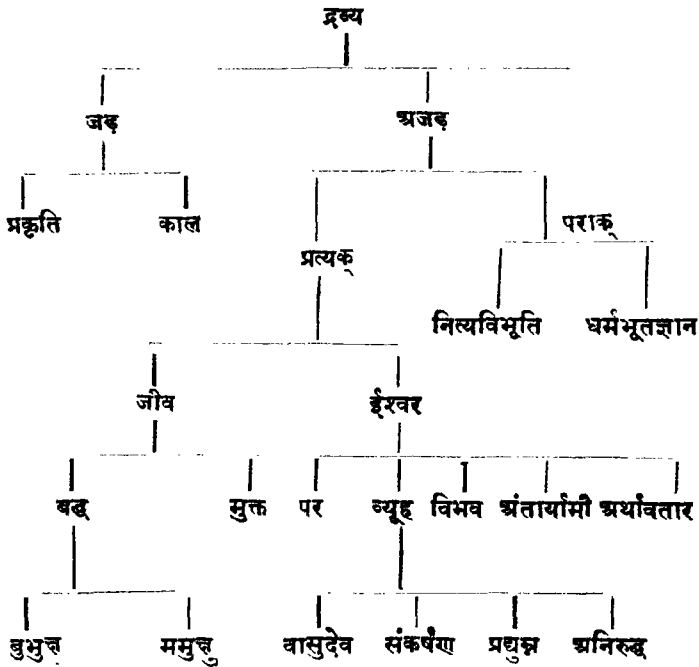 द्रव्य
जड़ अजड़
प्रकृति काल पराक्
प्रत्यक्
नित्यविभूति धर्मभूतज्ञान
जीव ईश्वर
बद्ध मुक्त पर व्यूह विभव अंतार्यामी अर्थावतार
बुभुक्षु ममुक्षु वासुदेव संकर्षण प्रद्युम्न अनिरुद्ध